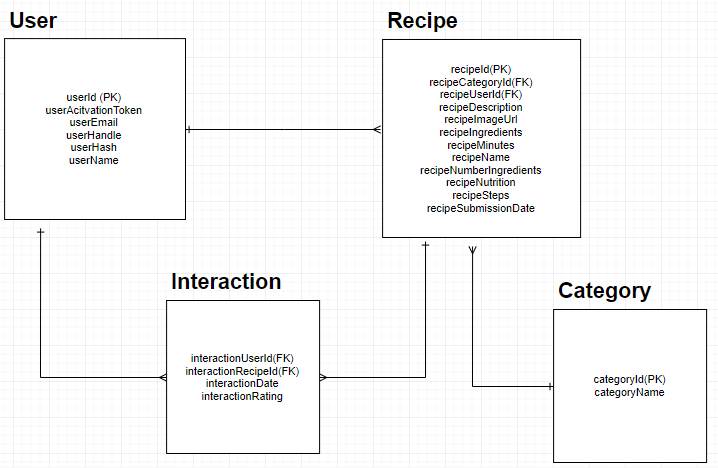 User
userId (PK)
userAcitvationToken
userEmail
userHandle
userHash
userName
Recipe
recipeId(PK)
recipeCategoryId(FK)
recipeUserId(FK)
recipeDescription
recipeImageUrl
recipeIngredients
recipeMinutes
recipeName
recipeNumberIngredients
recipeNutrition
recipeSteps
recipeSubmissionDate
Interaction
interactionUserId(FK)
interactionRecipeId(FK)
interactionDate
interactionRating
Category
categoryId(PK)
categoryName